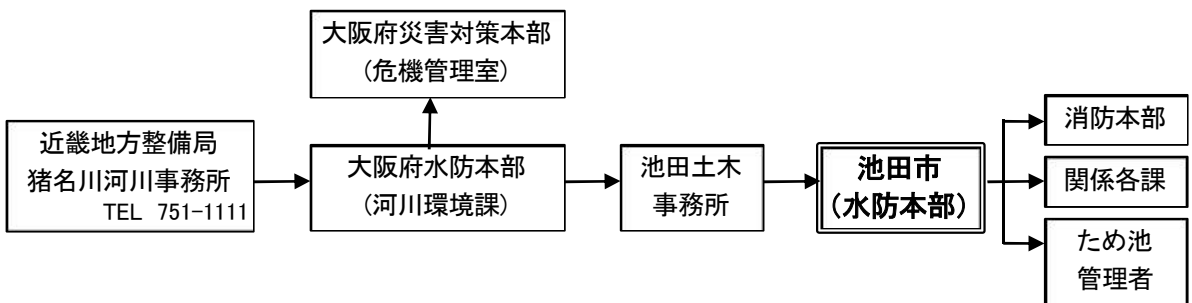 大阪府災害対策本部
(危機管理室)
近畿地方整備局
猪名川河川事務所
TEL 751-1111
大阪府水防本部
(河川環境課)
池田土木
事務所
池田市
(水防本部)
消防本部
関係各課
ため池
管理者